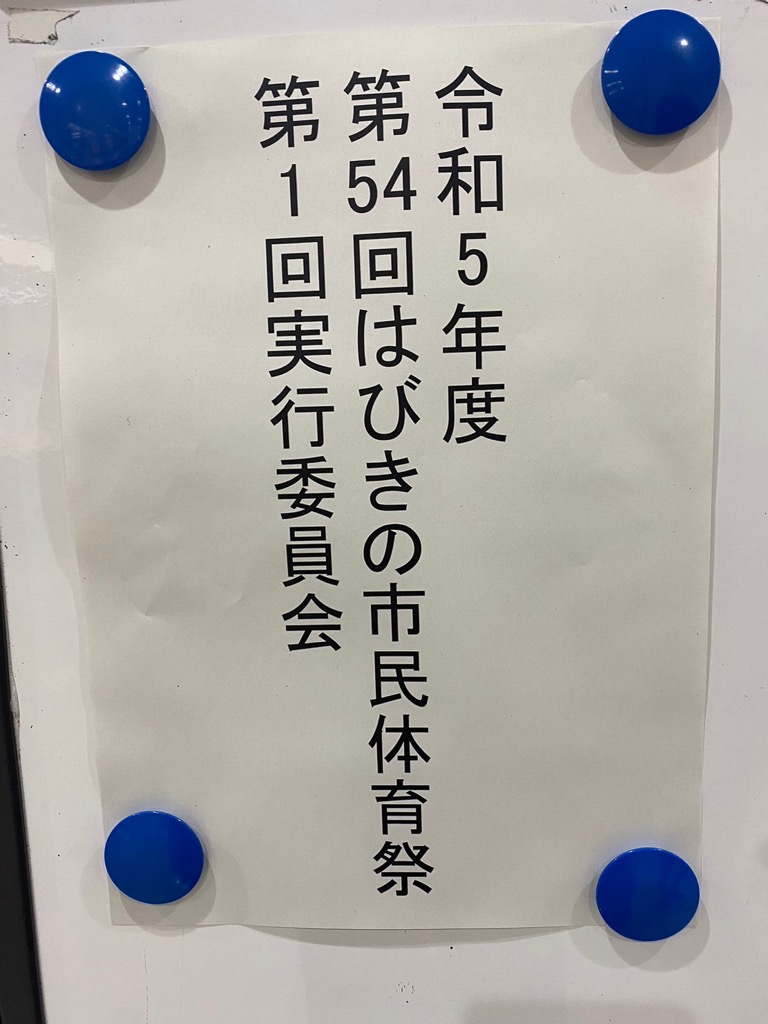 令和5年度
第54回はびきの市民体育祭
第1回実行委員会